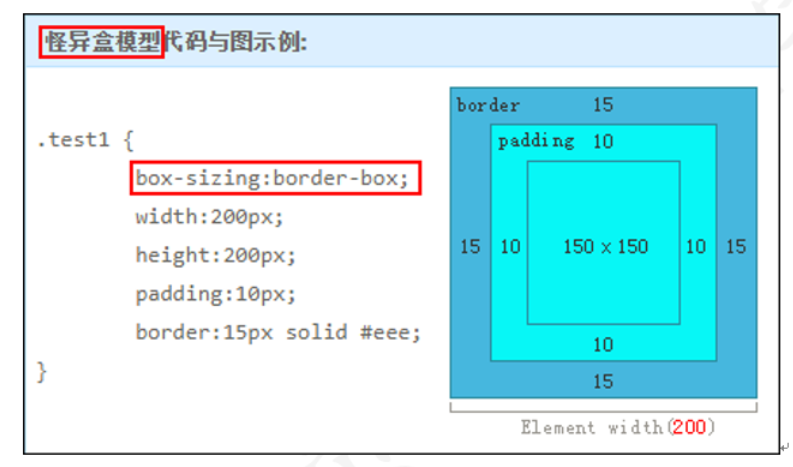 怪异盒模型代码与图示例:
.test1 {
box-sizing:border-box;
width:200px;
height:200px;
padding:10px;
border:15px solid #eee;
}
border 15
padding 10
15 10 150 × 150 10 15
10
15
Element width(200)